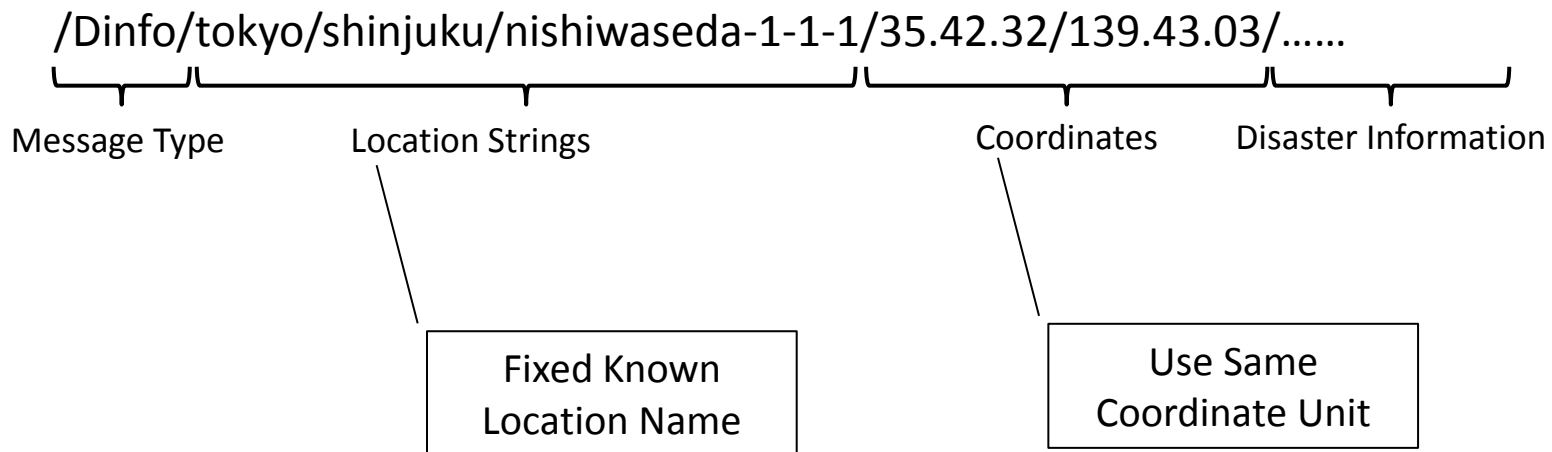 /Dinfo/tokyo/shinjuku/nishiwaseda-1-1-1/35.42.32/139.43.03/……
Message Type
Location Strings
Coordinates
Disaster Information
Fixed Known
Location Name
Use Same
Coordinate Unit